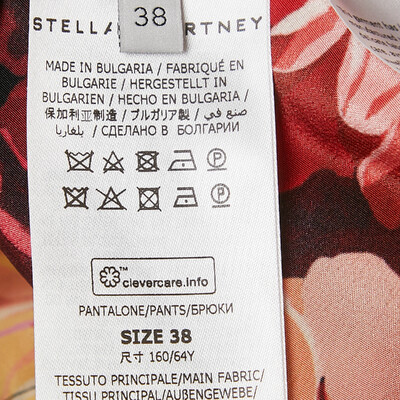 38
STELLA McCARTNEY
MADE IN BULGARIA / FABRIQUÉ EN
BULGARIE / HERGESTELLT IN
BULGARIEN / HECHO EN BULGARIA /
保加利亚制造 / ブルガリア製 / صنع في
بلغاريا / СДЕЛАНО В БОЛГАРИИ
clevercare.info
PANTALONE/PANTS/БРЮКИ
SIZE 38
尺寸 160/64Y
TESSUTO PRINCIPALE/MAIN FABRIC/
TISSU PRINCIPAL/AUSSENGEWEBE/